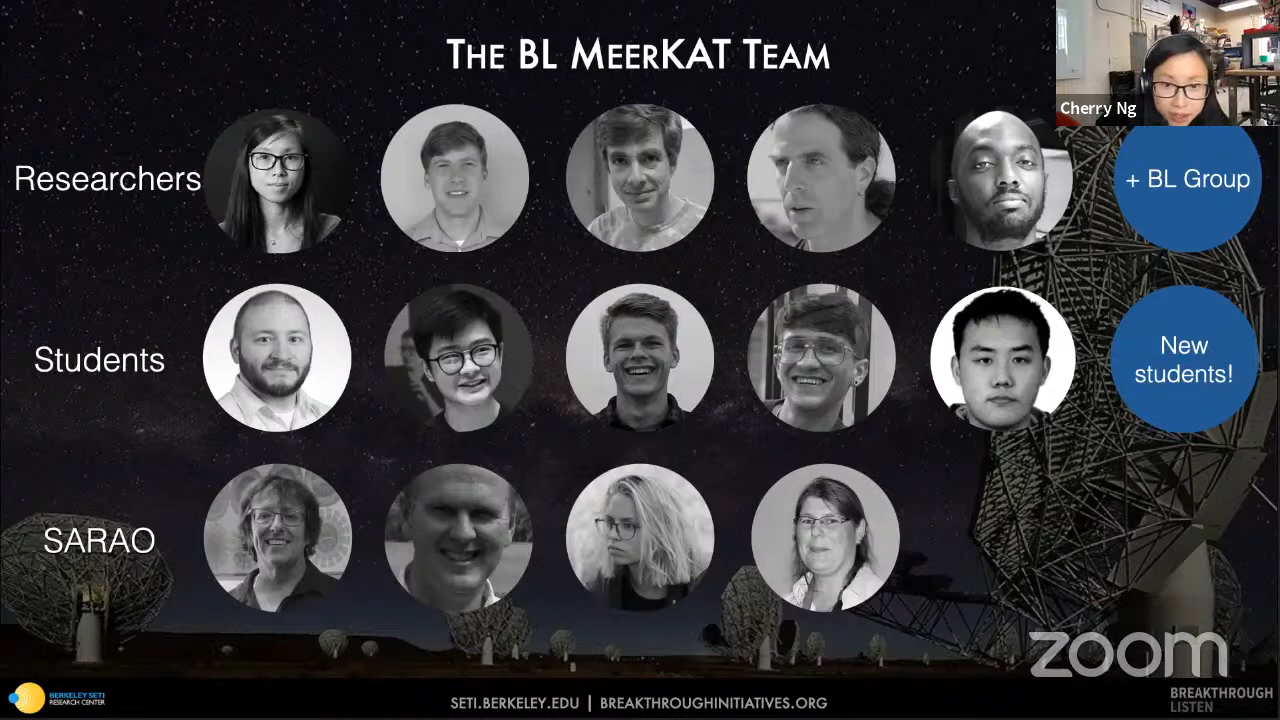 THE BL MEERKAT TEAM
Cherry Ng
Researchers
+ BL Group
Students
New
students!
SARAO
zoom
BERKELEY SETI
RESEARCH CENTER
SETI.BERKELEY.EDU | BREAKTHROUGHINITIATIVES.ORG
BREAKTHROUGH
LISTEN